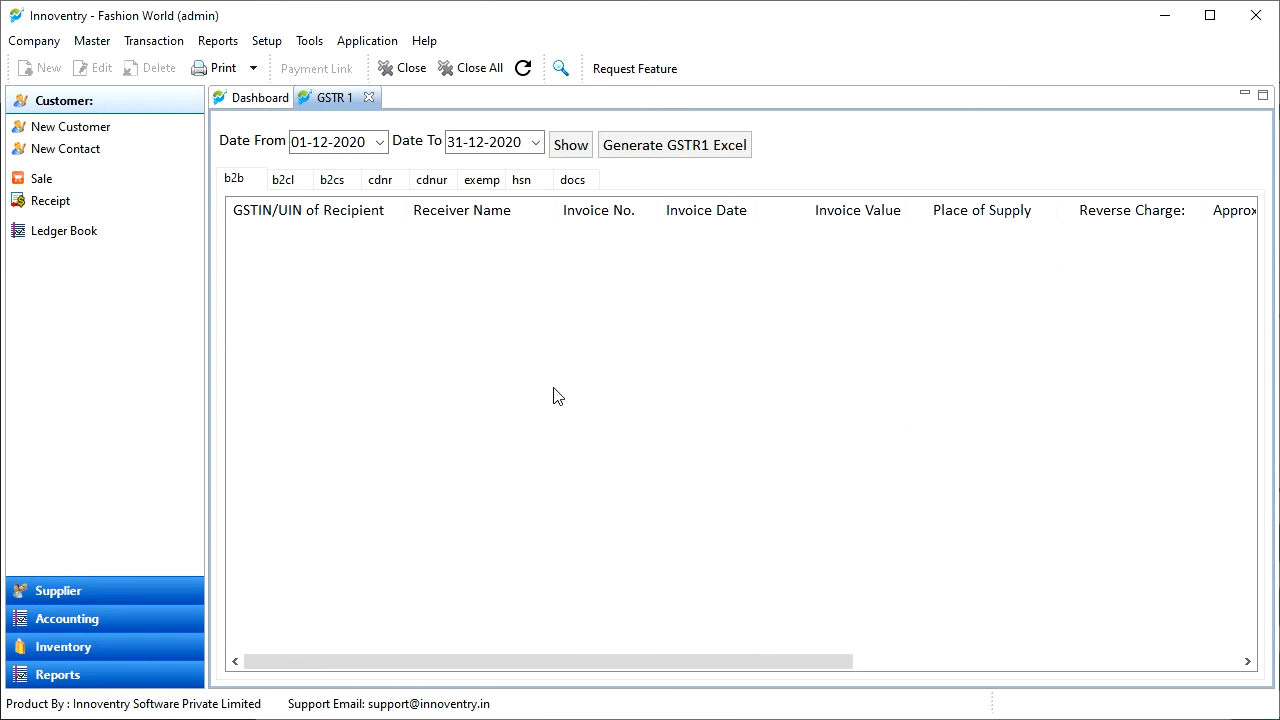 Innoventry - Fashion World (admin)
Company Master Transaction Reports Setup Tools Application Help
New Edit Delete Print Payment Link Close Close All Request Feature
Customer:
New Customer
New Contact
Sale
Receipt
Ledger Book
Supplier
Accounting
Inventory
Reports
Dashboard GSTR 1
Date From 01-12-2020 Date To 31-12-2020 Show Generate GSTR1 Excel
b2b b2cl b2cs cdnr cdnur exemp hsn docs
GSTIN/UIN of Recipient Receiver Name Invoice No. Invoice Date Invoice Value Place of Supply Reverse Charge: Approx
Product By : Innoventry Software Private Limited Support Email: support@innoventry.in